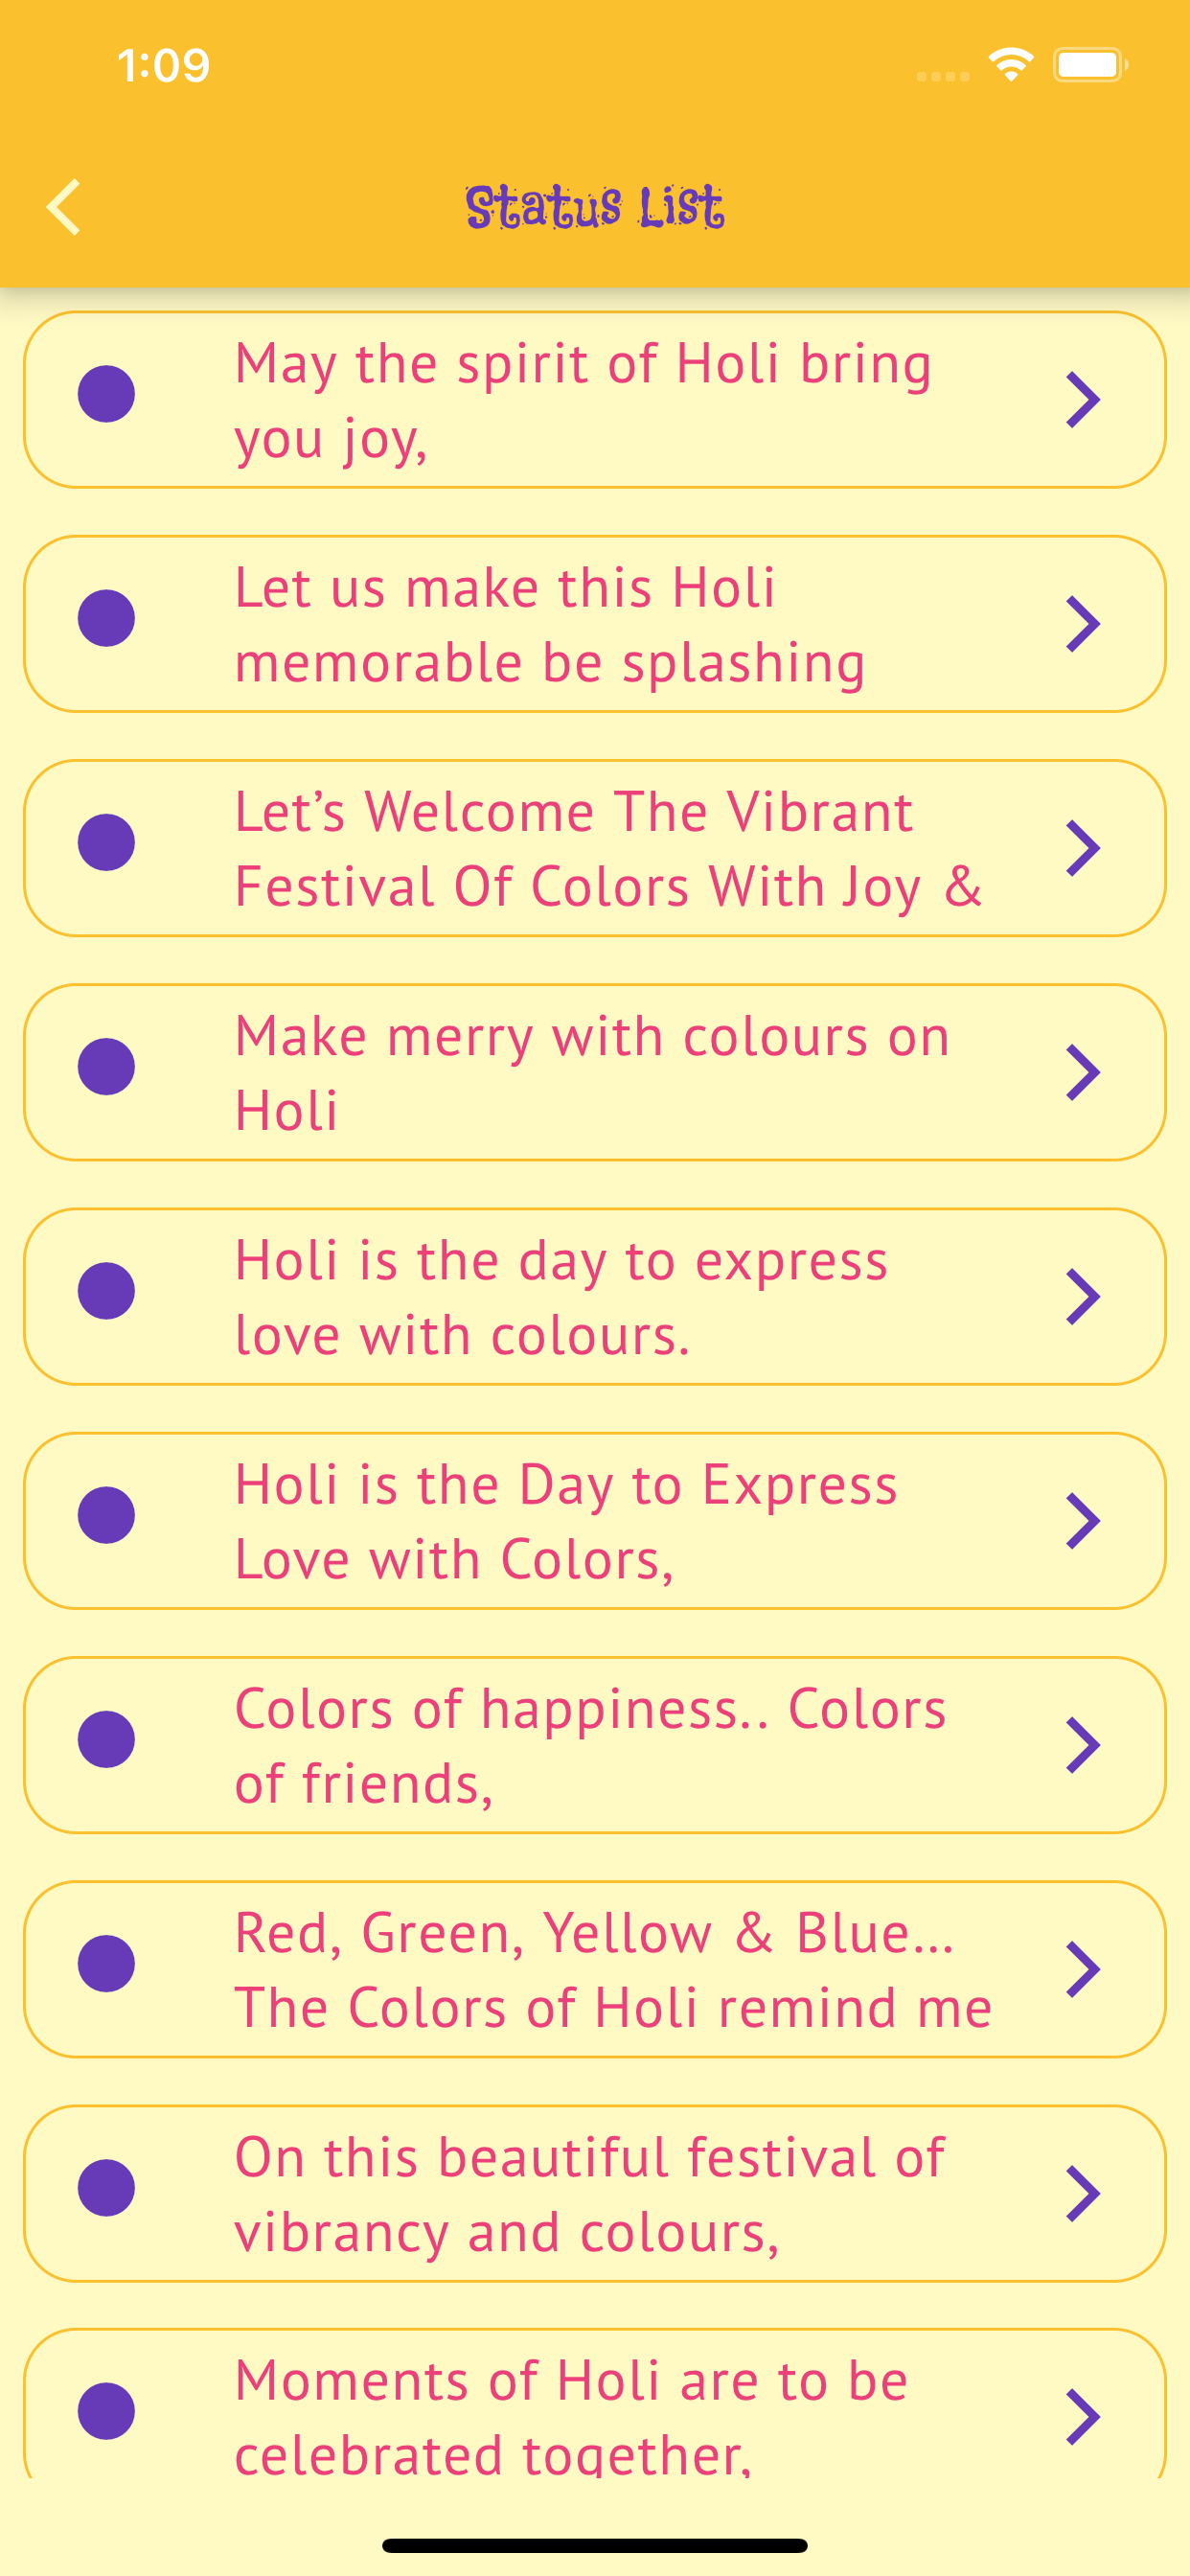 1:09
Status List
May the spirit of Holi bring
you joy,
Let us make this Holi
memorable be splashing
Let’s Welcome The Vibrant
Festival Of Colors With Joy &
Make merry with colours on
Holi
Holi is the day to express
love with colours.
Holi is the Day to Express
Love with Colors,
Colors of happiness.. Colors
of friends,
Red, Green, Yellow & Blue...
The Colors of Holi remind me
On this beautiful festival of
vibrancy and colours,
Moments of Holi are to be
celebrated together,